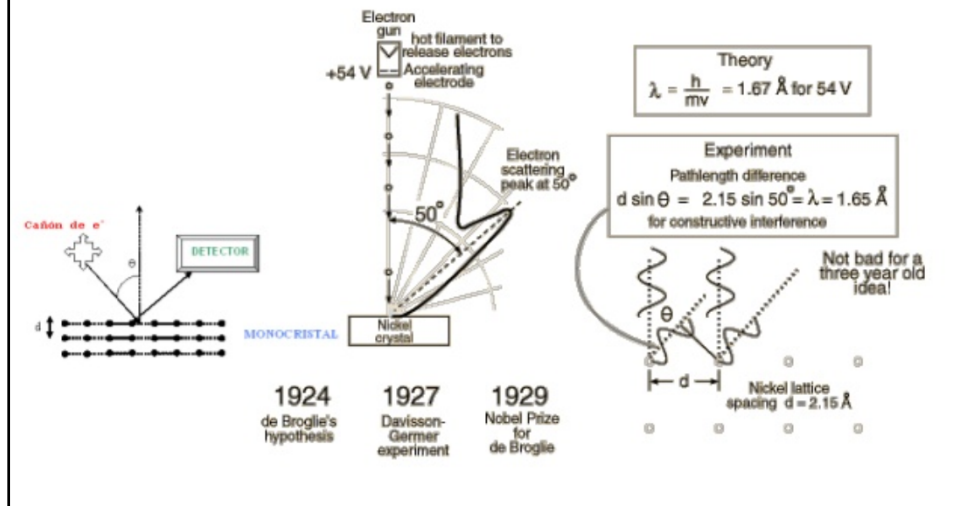 Cañón de e⁻
θ
DETECTOR
d
MONOCRISTAL
Electron
gun
hot filament to
release electrons
+54 V
Accelerating
electrode
Electron
scattering
peak at 50°
50°
Nickel
crystal
1924
de Broglie's
hypothesis
1927
Davisson-
Germer
experiment
1929
Nobel Prize
for
de Broglie
Theory
λ = h/mv = 1.67 Å for 54 V
Experiment
Pathlength difference
d sin θ = 2.15 sin 50° = λ = 1.65 Å
for constructive interference
Not bad for a
three year old
idea!
θ
d
Nickel lattice
spacing d = 2.15 Å